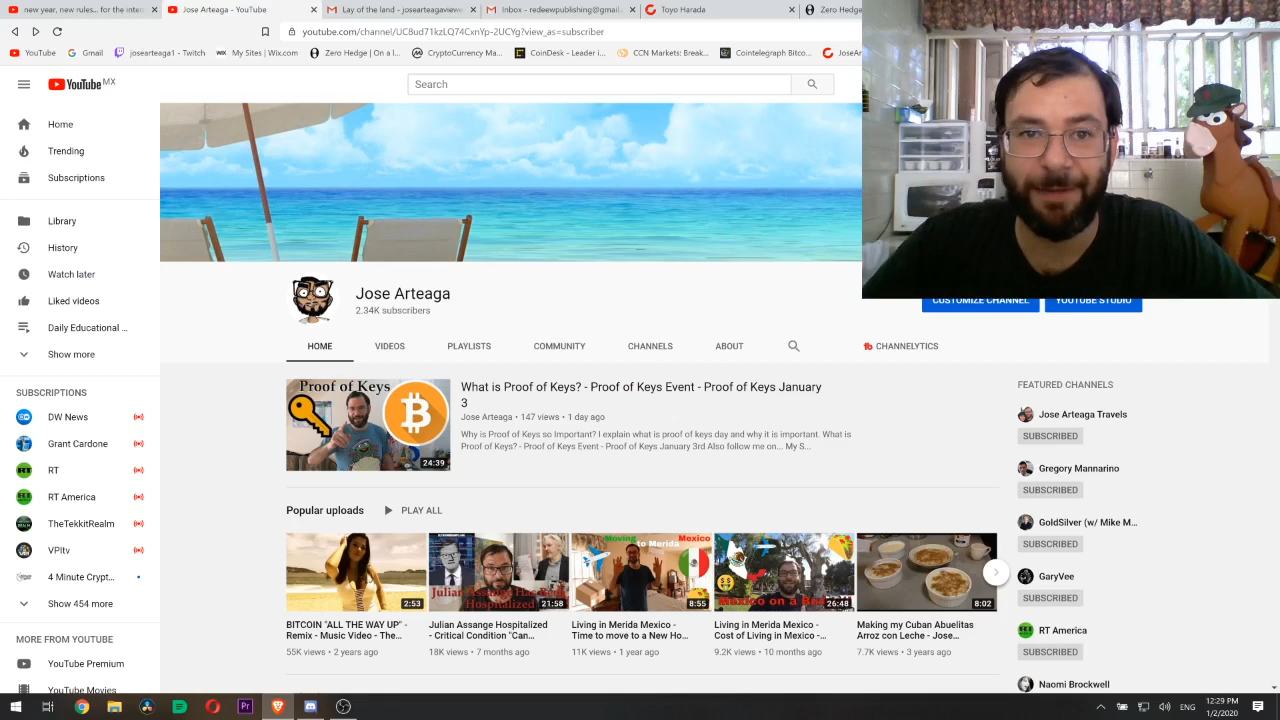 new year, new rules... for the inter
Jose Arteaga - YouTube
Lay of the land - josearteagaviewe
Inbox - redeewpublishing@gmail
Toyo Harada
Zero Hedge
youtube.com/channel/UC8ud71kzLQ74CxnYp-2UCYg?view_as=subscriber
YouTube
Gmail
josearteaga1 - Twitch
My Sites | Wix.com
Zero Hedge | On a l...
CryptoCurrency Ma...
CoinDesk - Leader i...
CCN Markets: Break...
Cointelegraph Bitcoi...
YouTube MX
Search
Home
Trending
Subscriptions
Library
History
Watch later
Liked videos
Daily Educational ...
Show more
SUBSCRIPTIONS
DW News
Grant Cardone
RT
RT America
TheTekkitRealm
VPItv
4 Minute Crypt...
Show 454 more
MORE FROM YOUTUBE
YouTube Premium
YouTube Movies
Jose Arteaga
2.34K subscribers
CUSTOMIZE CHANNEL
YOUTUBE STUDIO
HOME
VIDEOS
PLAYLISTS
COMMUNITY
CHANNELS
ABOUT
CHANNELYTICS
Proof of Keys
24:39
What is Proof of Keys? - Proof of Keys Event - Proof of Keys January
3
Jose Arteaga • 147 views • 1 day ago
Why is Proof of Keys so Important? I explain what is proof of keys day and why it is important. What is
Proof of Keys? - Proof of Keys Event - Proof of Keys January 3rd Also follow me on... My S...
Popular uploads
PLAY ALL
2:53
BITCOIN "ALL THE WAY UP" -
Remix - Music Video - The...
55K views • 2 years ago
Julian Assange Has Been
Hospitalized
21:58
Julian Assange Hospitalized
- Critical Condition "Can...
18K views • 7 months ago
Moving
to Merida
Mexico
8:55
Living in Merida Mexico -
Time to move to a New Ho...
11K views • 1 year ago
26:48
Living in Merida Mexico -
Cost of Living in Mexico -...
9.2K views • 10 months ago
8:02
Making my Cuban Abuelitas
Arroz con Leche - Jose...
7.7K views • 3 years ago
FEATURED CHANNELS
Jose Arteaga Travels
SUBSCRIBED
Gregory Mannarino
SUBSCRIBED
GoldSilver (w/ Mike M...
SUBSCRIBED
GaryVee
SUBSCRIBED
RT America
SUBSCRIBED
Naomi Brockwell
ENG
12:29 PM
1/2/2020